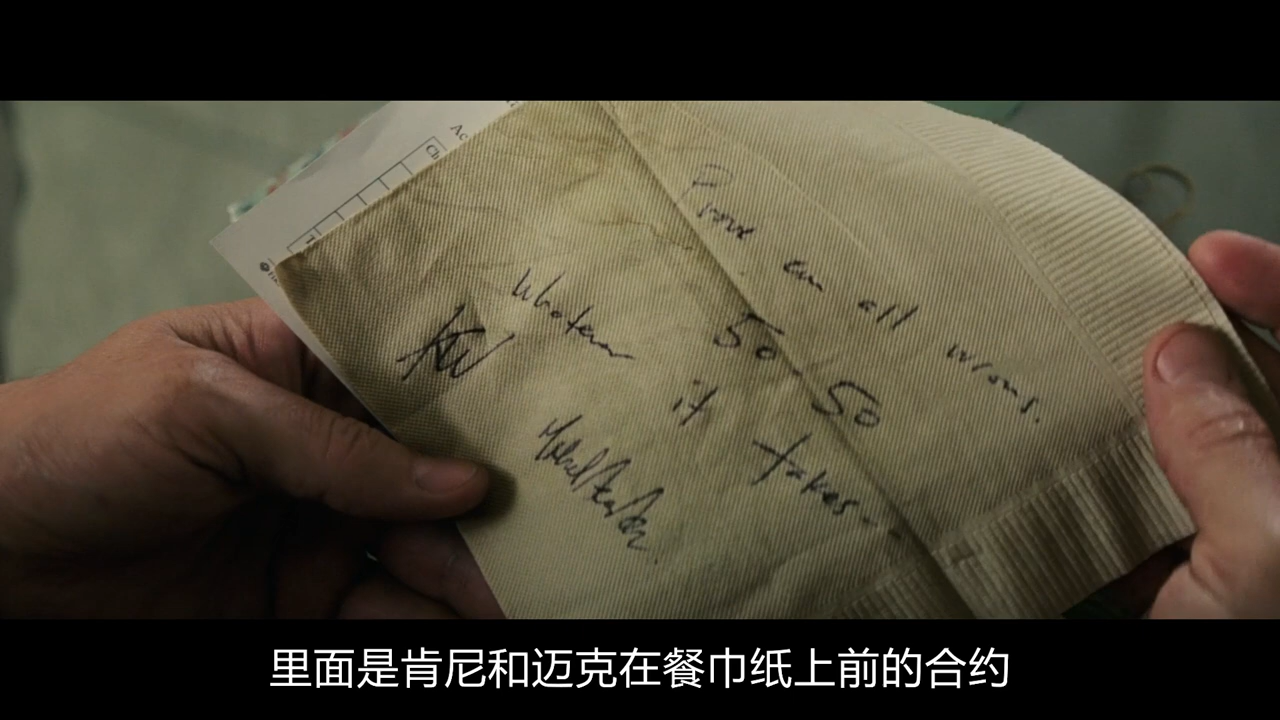 Prove em all wrons.
50/50
Whatever it takes-
KW
里面是肯尼和迈克在餐巾纸上前的合约